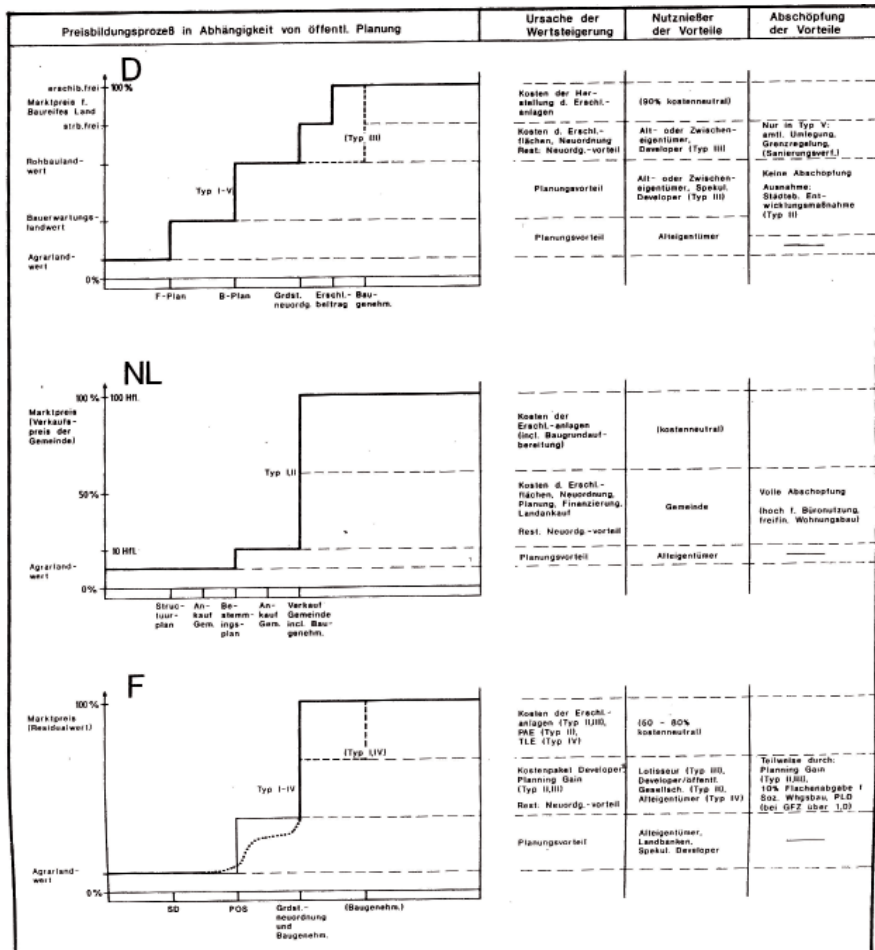 Preisbildungsprozeß in Abhängigkeit von öffentl. Planung
Ursache der
Wertsteigerung
Nutznießer
der Vorteile
Abschöpfung
der Vorteile
D
erschlb.frei
100%
Marktpreis f.
Baureifes Land
strb.frei
Rohbauland-
wert
Bauerwartungs-
landwert
Agrarland-
wert
0%
(Typ III)
Typ I-V
F-Plan
B-Plan
Grdst.
neuordg.
Erschl.-
beitrag
Bau-
genehm.
Kosten der Her-
stellung d. Erschl.-
anlagen
(90% kostenneutral)
Kosten d. Erschl.-
flächen, Neuordnung
Rest. Neuordg.-vorteil
Alt- oder Zwischen-
eigentümer,
Developer (Typ III)
Nur in Typ V:
amtl. Umlegung,
Grenzregelung,
(Sanierungsverf.)
Planungsvorteil
Alt- oder Zwischen-
eigentümer, Spekul.
Developer (Typ III)
Keine Abschöpfung
Ausnahme:
Städteb. Ent-
wicklungsmaßnahme
(Typ II)
Planungsvorteil
Alteigentümer
NL
100%
100 Hfl.
Marktpreis
(Verkaufs-
preis der
Gemeinde)
50%
10 Hfl.
Agrarland-
wert
0%
Typ I,II
Struc-
tuur-
plan
An-
kauf
Gem.
Be-
stemm-
ings-
plan
An-
kauf
Gem.
Verkauf
Gemeinde
incl. Bau-
genehm.
Kosten der
Erschl.-anlagen
(incl. Baugrundauf-
bereitung)
(kostenneutral)
Kosten d. Erschl.-
flächen, Neuordnung,
Planung, Finanzierung,
Landankauf
Rest. Neuordg.-vorteil
Gemeinde
Volle Abschopfung
(hoch f. Büronutzung,
freifin. Wohnungsbau)
Planungsvorteil
Alteigentümer
F
100%
Marktpreis
(Residualwert)
Agrarland-
wert
0%
(Typ I,IV)
Typ I-IV
SD
POS
Grdst.-
neuordnung
und
Baugenehm.
(Baugenehm.)
Kosten der Erschl.-
anlagen (Typ II,III),
PAE (Typ III),
TLE (Typ IV)
(60 - 80%
kostenneutral)
Kostenpaket Developer,
Planning Gain
(Typ II,III)
Rest. Neuordg.-vorteil
Lotisseur (Typ III),
Developer/öffentl.
Gesellsch. (Typ II),
Alteigentümer (Typ IV)
Teilweise durch:
Planning Gain
(Typ II,III),
10% Flächenabgabe f
Soz. Whgsbau, PLD
(bei GFZ über 1,0)
Planungsvorteil
Alteigentümer,
Landbanken,
Spekul. Developer